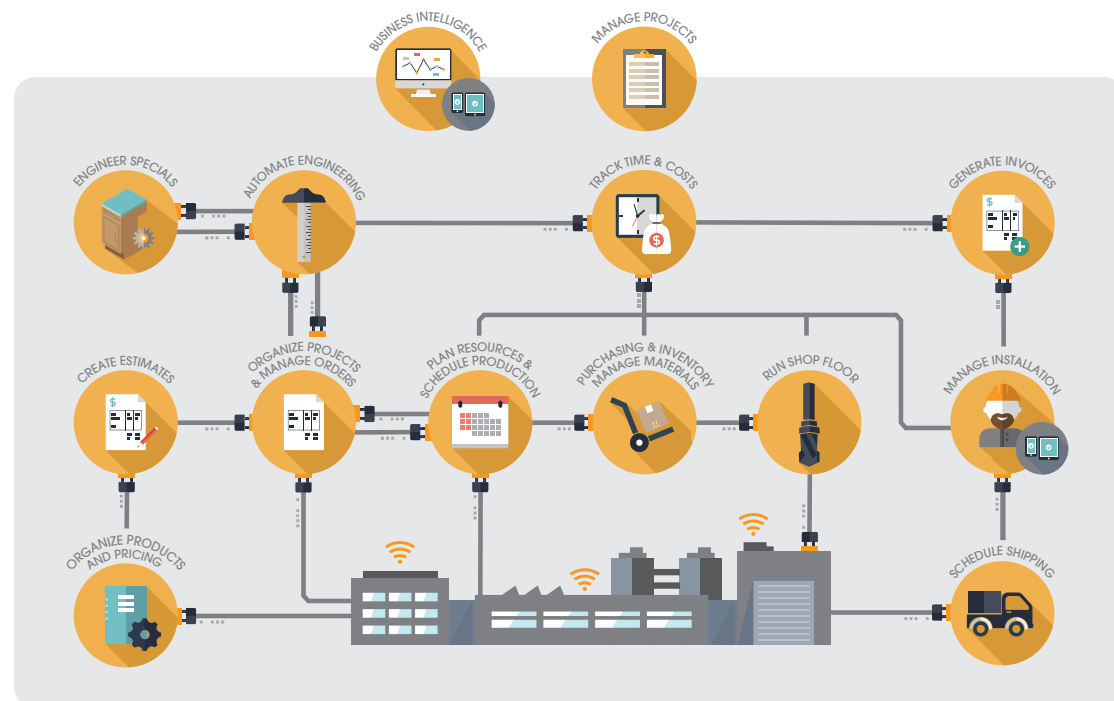 BUSINESS INTELLIGENCE
MANAGE PROJECTS
ENGINEER SPECIALS
AUTOMATE ENGINEERING
TRACK TIME & COSTS
GENERATE INVOICES
$
$
CREATE ESTIMATES
ORGANIZE PROJECTS
& MANAGE ORDERS
PLAN RESOURCES &
SCHEDULE PRODUCTION
PURCHASING & INVENTORY
MANAGE MATERIALS
RUN SHOP FLOOR
MANAGE INSTALLATION
$
ORGANIZE PRODUCTS
AND PRICING
SCHEDULE SHIPPING